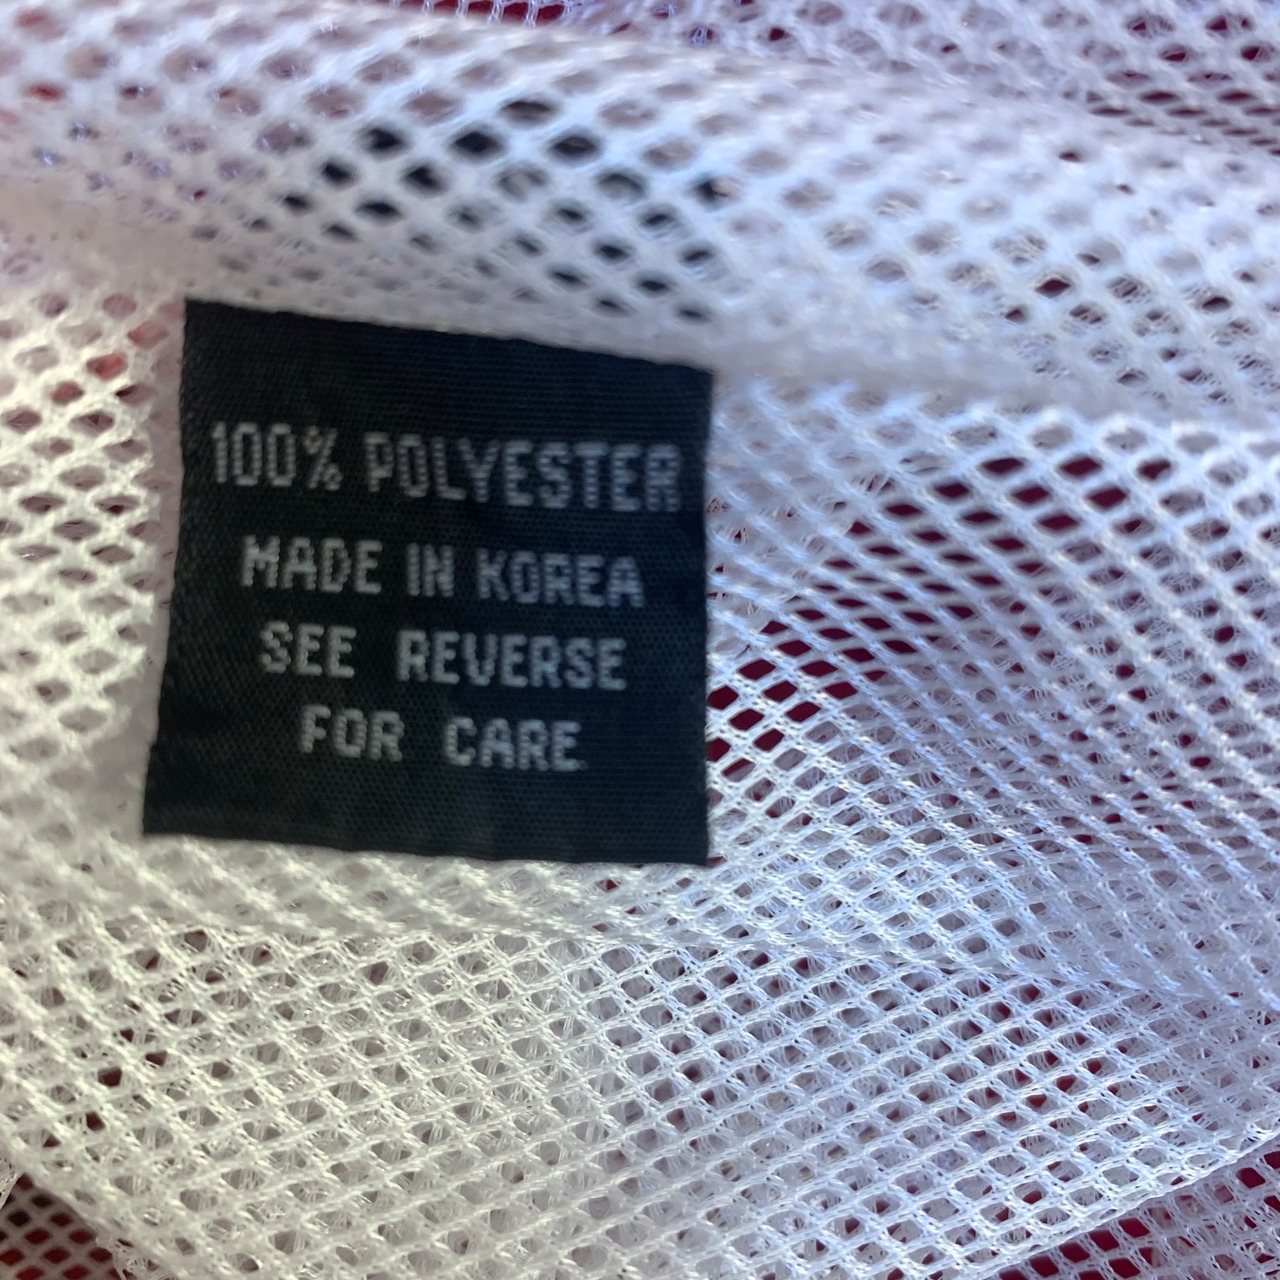 100% POLYESTER
MADE IN KOREA
SEE REVERSE
FOR CARE